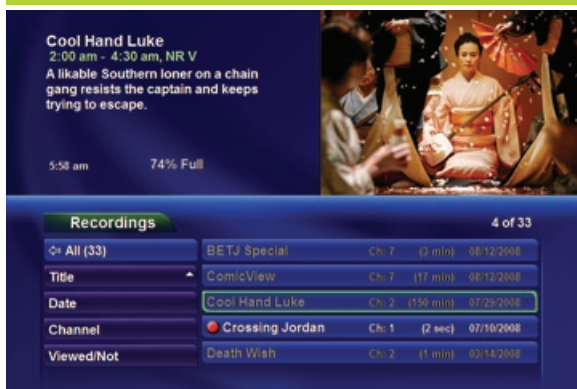 Cool Hand Luke
2:00 am - 4:30 am, NR V
A likable Southern loner on a chain
gang resists the captain and keeps
trying to escape.
5:58 am 74% Full
Recordings 4 of 33
All (33)
Title
Date
Channel
Viewed/Not
BETJ Special Ch: 7 (3 min) 08/12/2008
ComicView Ch: 7 (17 min) 08/12/2008
Cool Hand Luke Ch: 2 (150 min) 07/29/2008
Crossing Jordan Ch: 1 (2 sec) 07/10/2008
Death Wish Ch: 2 (1 min) 03/14/2008